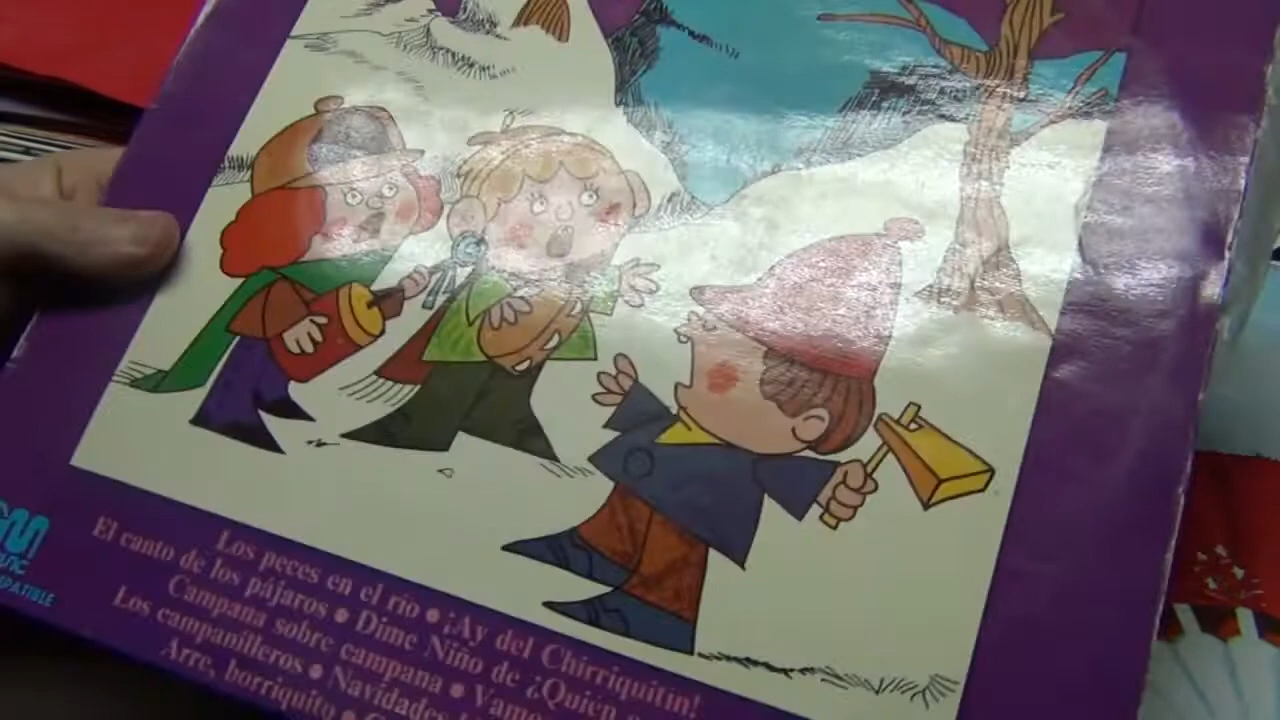 Los peces en el río • ¡Ay del Chirriquitín!
El canto de los pájaros • Dime Niño de ¿Quién
Campana sobre campana • Vamo
Los campanilleros • Navidades
Arre, borriquito •